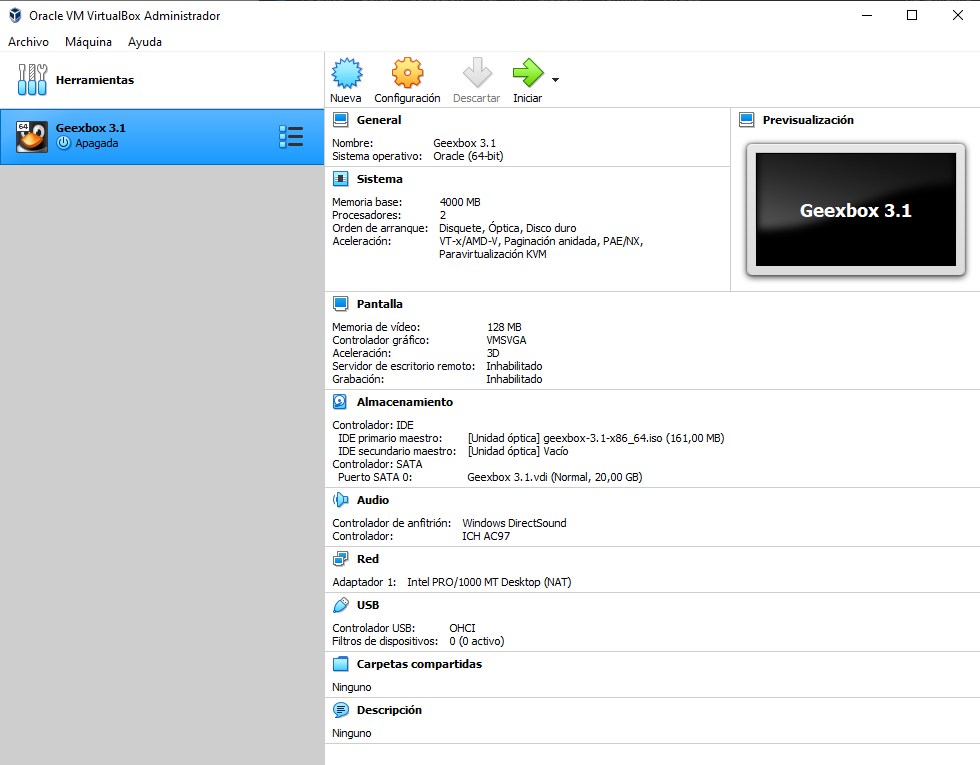 Oracle VM VirtualBox Administrador
Archivo Máquina Ayuda
Herramientas
64
Geexbox 3.1
Apagada
Nueva Configuración Descartar Iniciar
General
Nombre: Geexbox 3.1
Sistema operativo: Oracle (64-bit)
Previsualización
Geexbox 3.1
Sistema
Memoria base: 4000 MB
Procesadores: 2
Orden de arranque: Disquete, Óptica, Disco duro
Aceleración: VT-x/AMD-V, Paginación anidada, PAE/NX,
Paravirtualización KVM
Pantalla
Memoria de vídeo: 128 MB
Controlador gráfico: VMSVGA
Aceleración: 3D
Servidor de escritorio remoto: Inhabilitado
Grabación: Inhabilitado
Almacenamiento
Controlador: IDE
IDE primario maestro: [Unidad óptica] geexbox-3.1-x86_64.iso (161,00 MB)
IDE secundario maestro: [Unidad óptica] Vacío
Controlador: SATA
Puerto SATA 0: Geexbox 3.1.vdi (Normal, 20,00 GB)
Audio
Controlador de anfitrión: Windows DirectSound
Controlador: ICH AC97
Red
Adaptador 1: Intel PRO/1000 MT Desktop (NAT)
USB
Controlador USB: OHCI
Filtros de dispositivos: 0 (0 activo)
Carpetas compartidas
Ninguno
Descripción
Ninguno